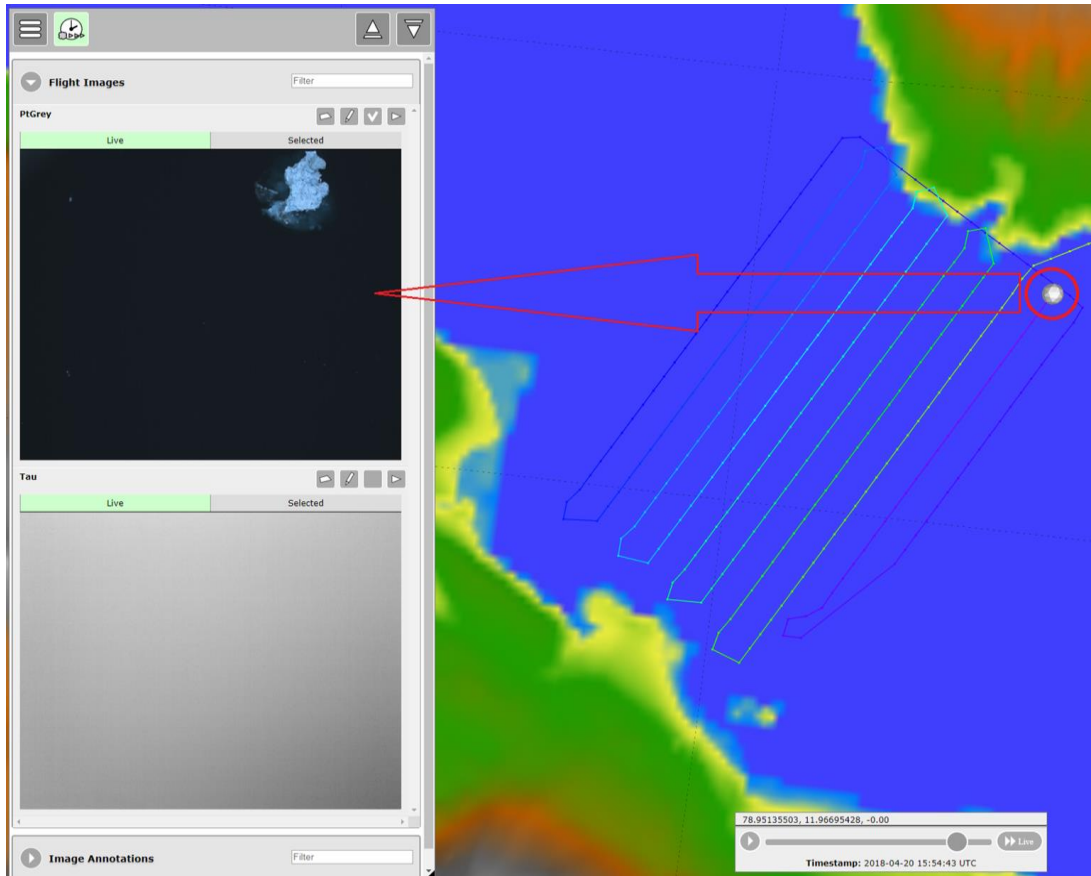 Flight Images
Filter
PtGrey
Live
Selected
Tau
Live
Selected
Image Annotations
Filter
78.95135503, 11.96695428, -0.00
Live
Timestamp: 2018-04-20 15:54:43 UTC